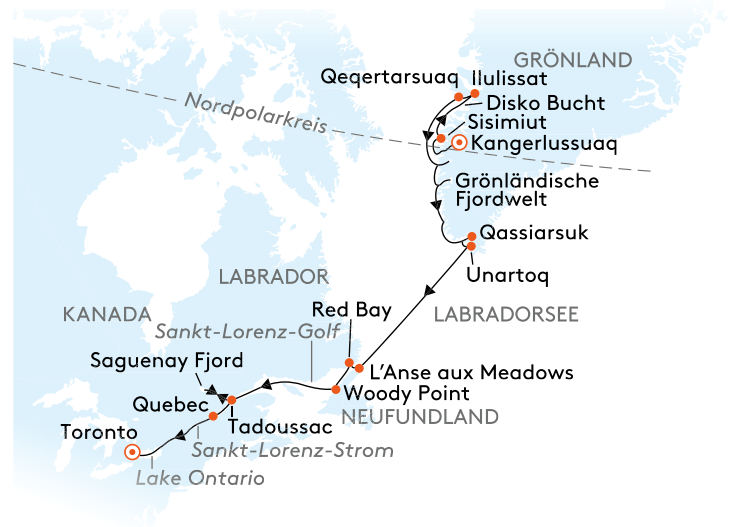 GRÖNLAND
Qeqertarsuaq
Ilulissat
Disko Bucht
Nordpolarkreis
Sisimiut
Kangerlussuaq
Grönländische
Fjordwelt
Qassiarsuk
Unartoq
LABRADOR
KANADA
Red Bay
LABRADORSEE
Sankt-Lorenz-Golf
Saguenay Fjord
L'Anse aux Meadows
Woody Point
Quebec
NEUFUNDLAND
Toronto
Tadoussac
Sankt-Lorenz-Strom
Lake Ontario